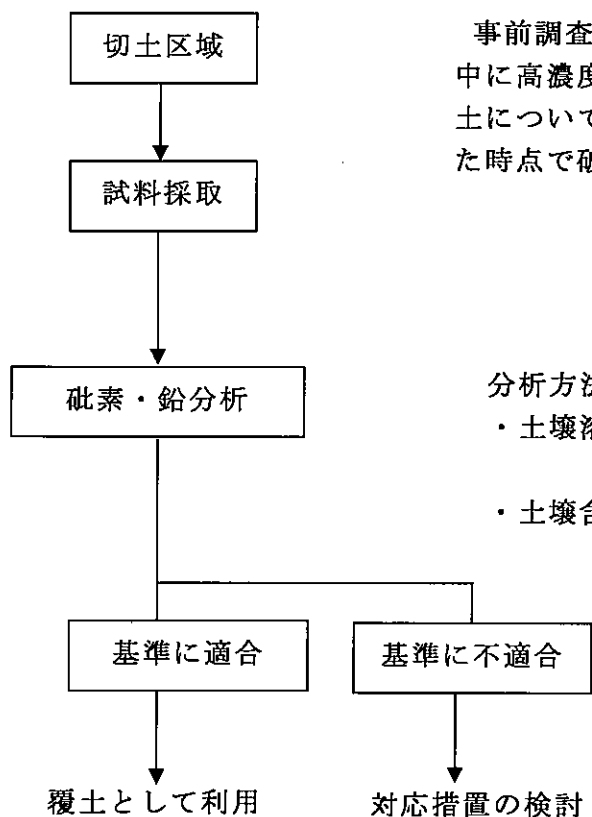 切土区域
事前調査
中に高濃度
土について
た時点で破
試料採取
砒素・鉛分析
分析方法
・土壌溶
・土壌含
基準に適合
基準に不適合
覆土として利用
対応措置の検討